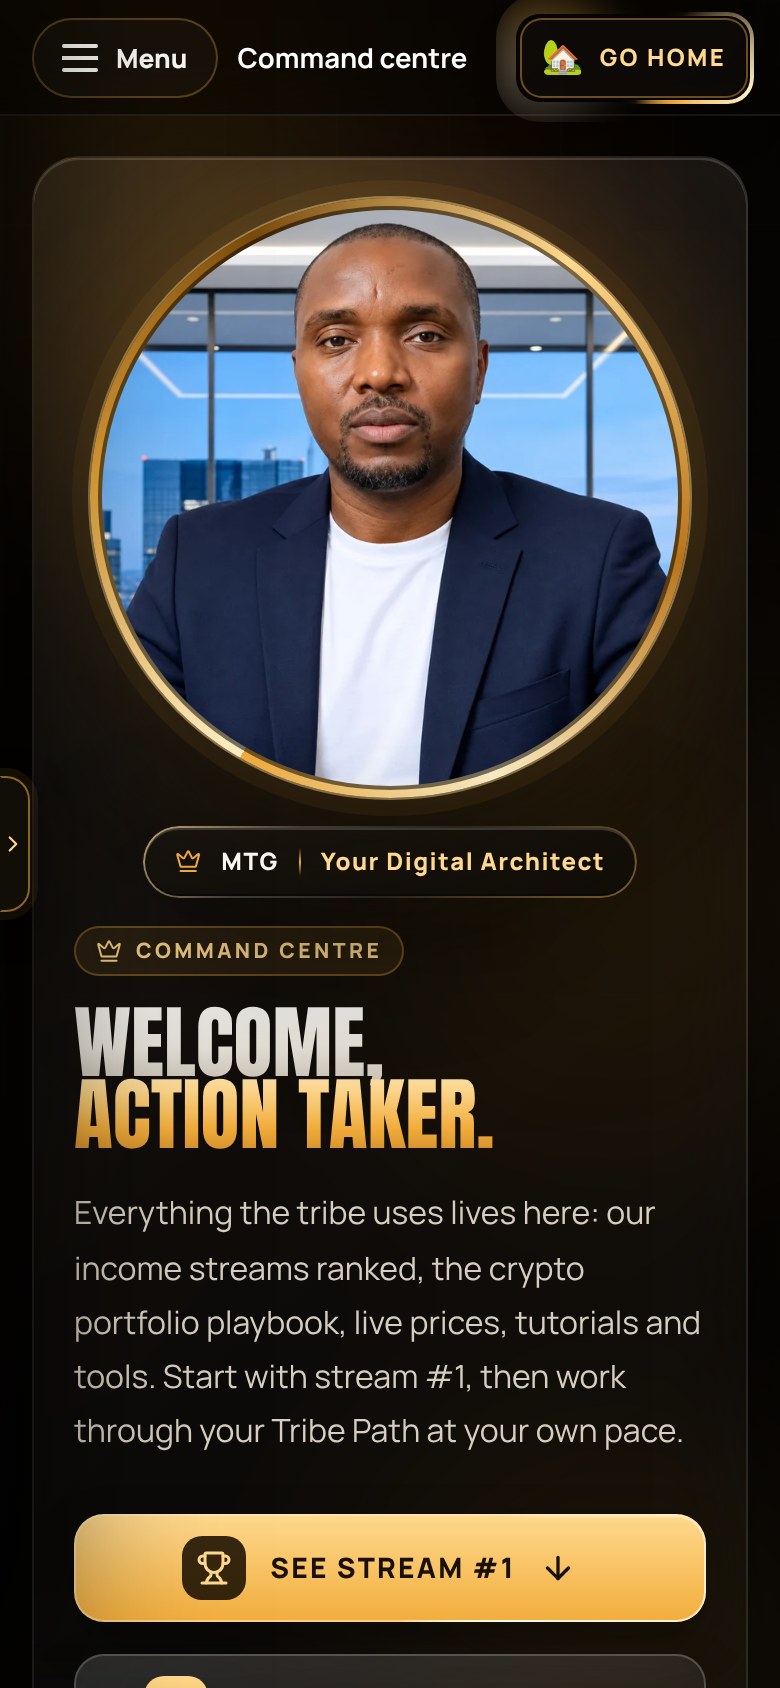 Menu
Command centre
GO HOME
MTG | Your Digital Architect
COMMAND CENTRE
WELCOME,
ACTION TAKER.
Everything the tribe uses lives here: our
income streams ranked, the crypto
portfolio playbook, live prices, tutorials and
tools. Start with stream #1, then work
through your Tribe Path at your own pace.
SEE STREAM #1